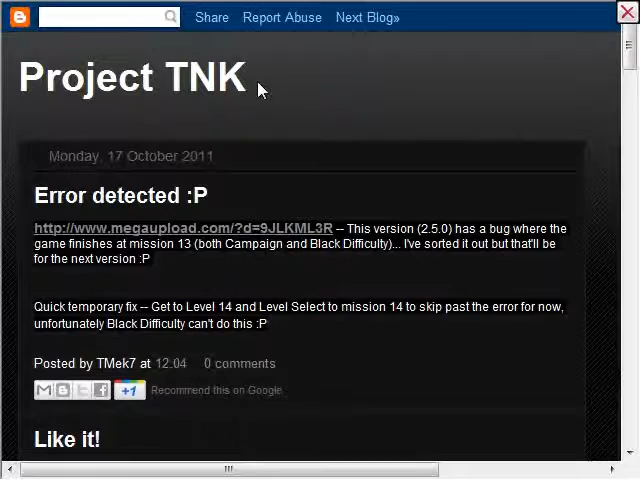 Share Report Abuse Next Blog»
Project TNK
Monday, 17 October 2011
Error detected :P
http://www.megaupload.com/?d=9JLKML3R -- This version (2.5.0) has a bug where the
game finishes at mission 13 (both Campaign and Black Difficulty)... I've sorted it out but that'll be
for the next version :P
Quick temporary fix -- Get to Level 14 and Level Select to mission 14 to skip past the error for now,
unfortunately Black Difficulty can't do this :P
Posted by TMek7 at 12.04 0 comments
+1 Recommend this on Google
Like it!